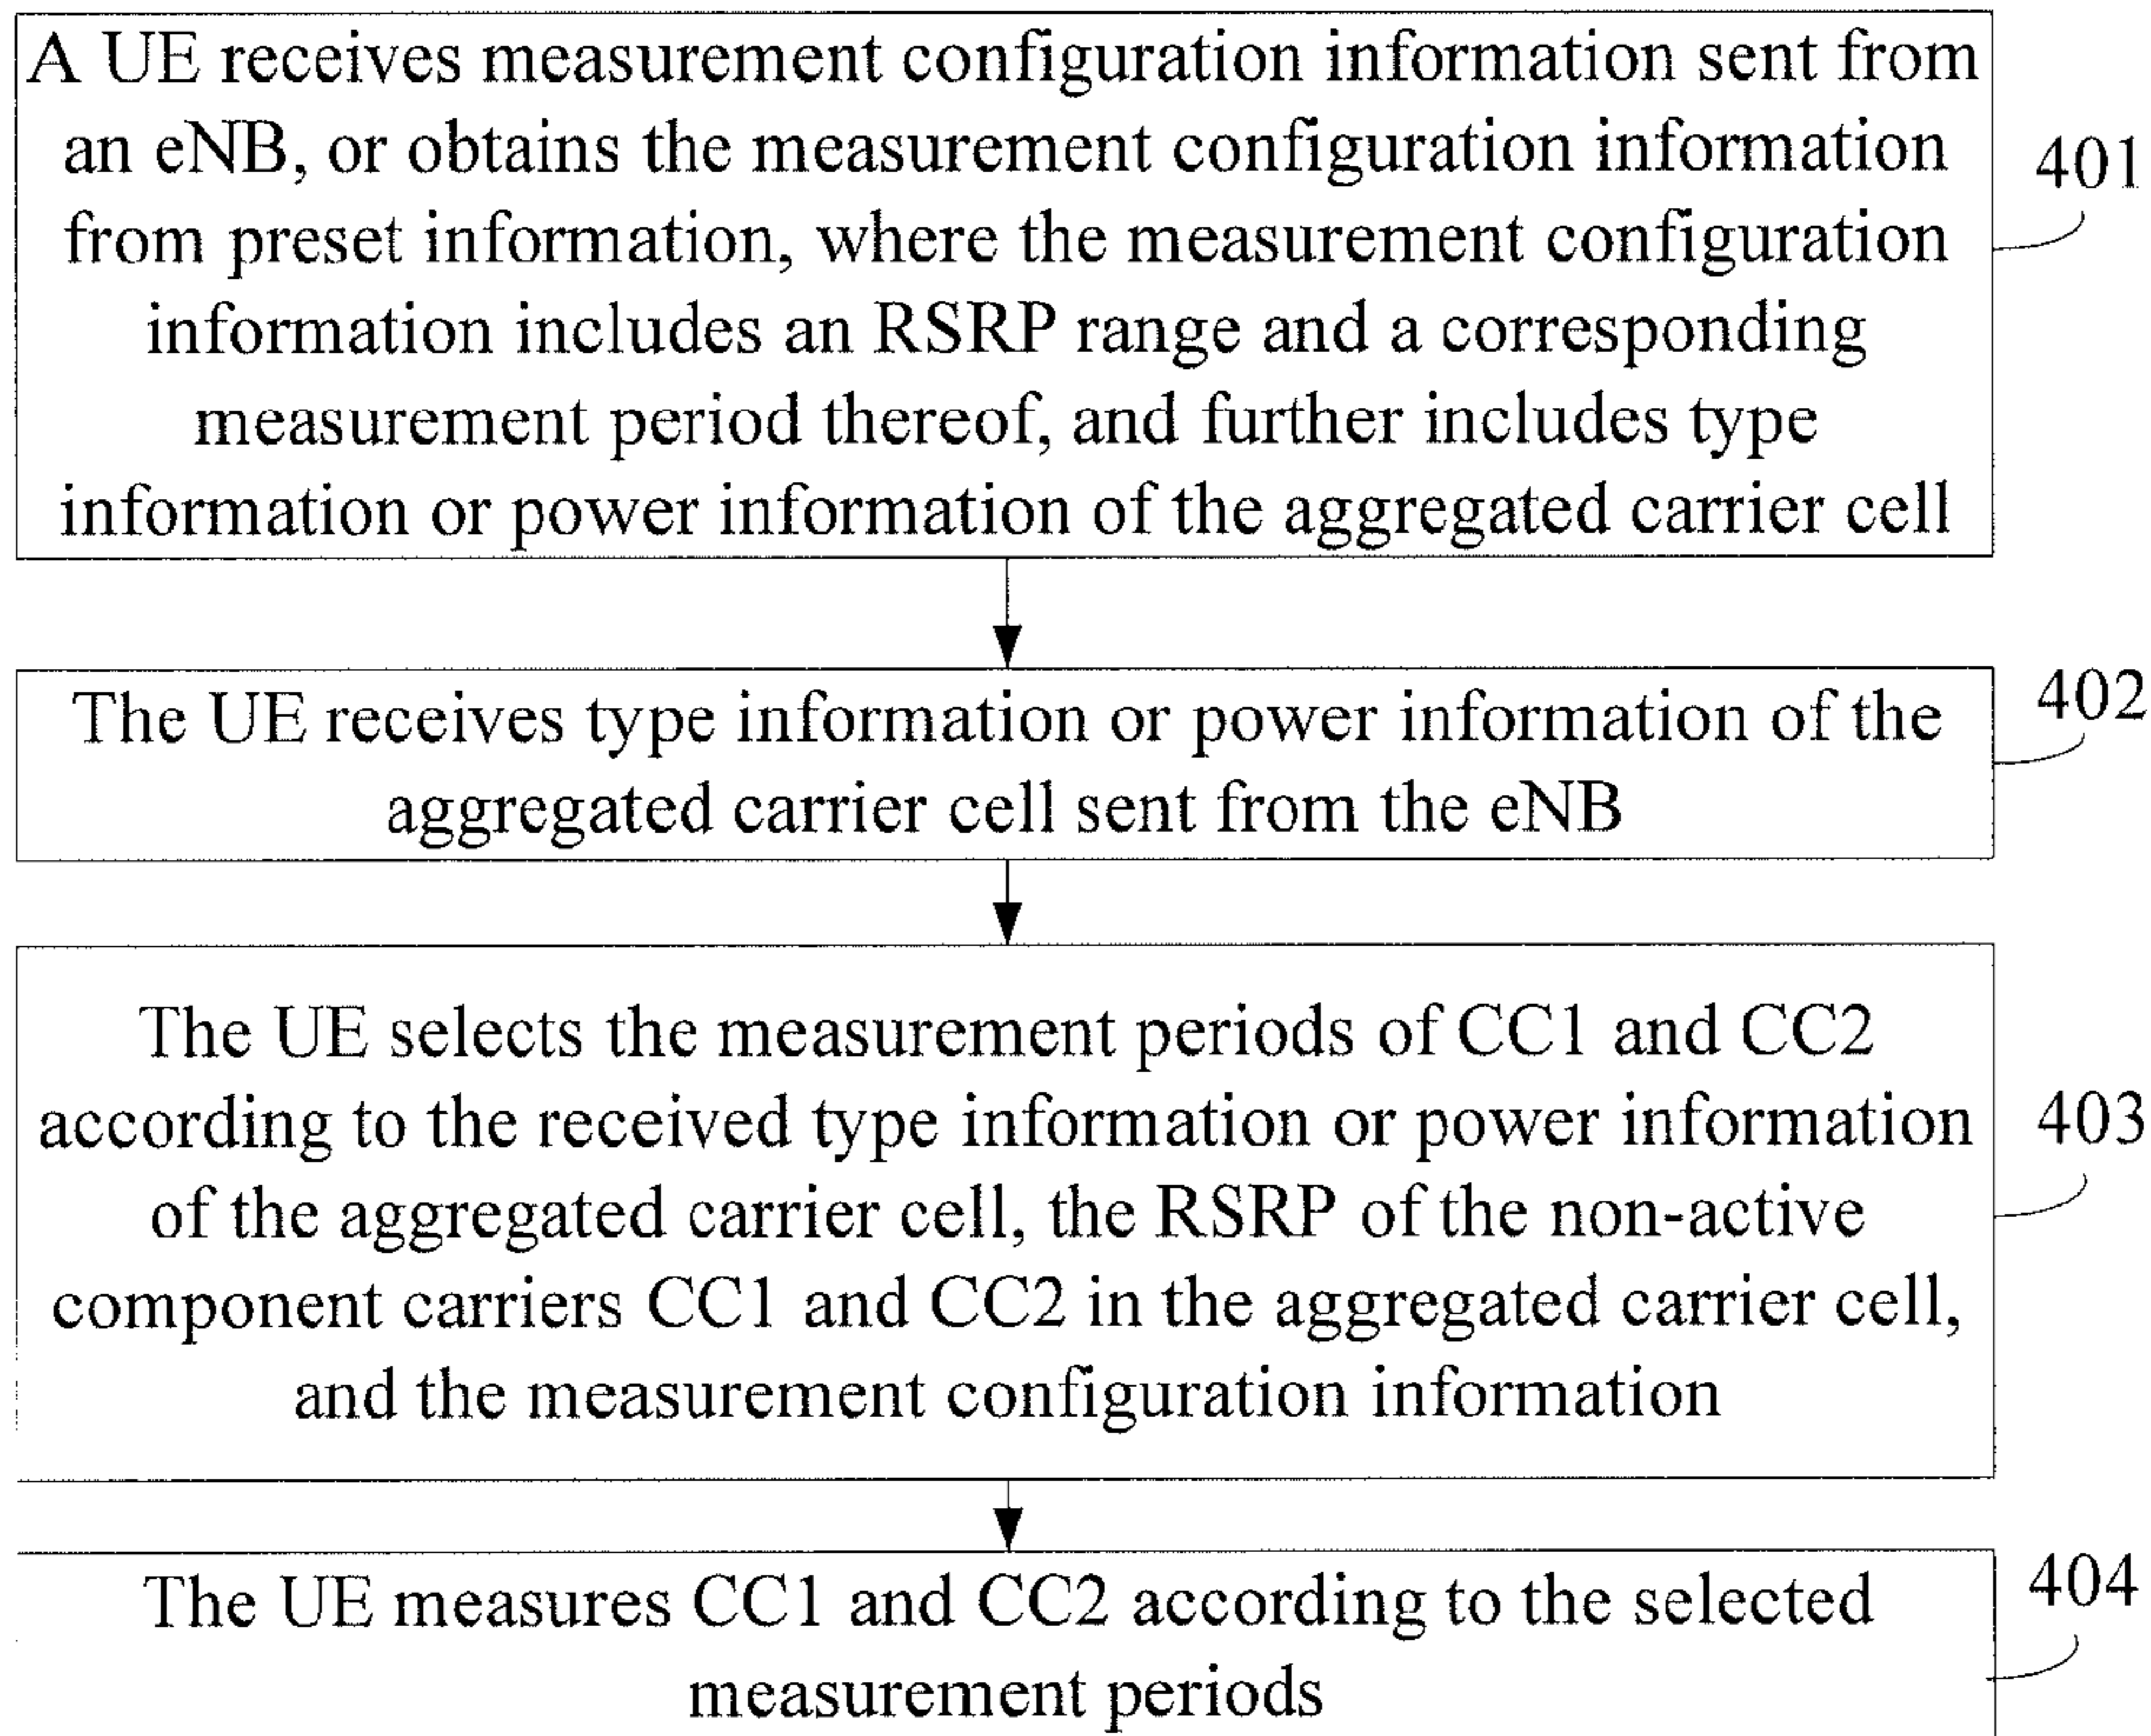 A UE receives measurement configuration information sent from
an eNB, or obtains the measurement configuration information
from preset information, where the measurement configuration
information includes an RSRP range and a corresponding
measurement period thereof, and further includes type
information or power information of the aggregated carrier cell
401
The UE receives type information or power information of the
aggregated carrier cell sent from the eNB
402
The UE selects the measurement periods of CC1 and CC2
according to the received type information or power information
of the aggregated carrier cell, the RSRP of the non-active
component carriers CC1 and CC2 in the aggregated carrier cell,
and the measurement configuration information
403
The UE measures CC1 and CC2 according to the selected
measurement periods
404